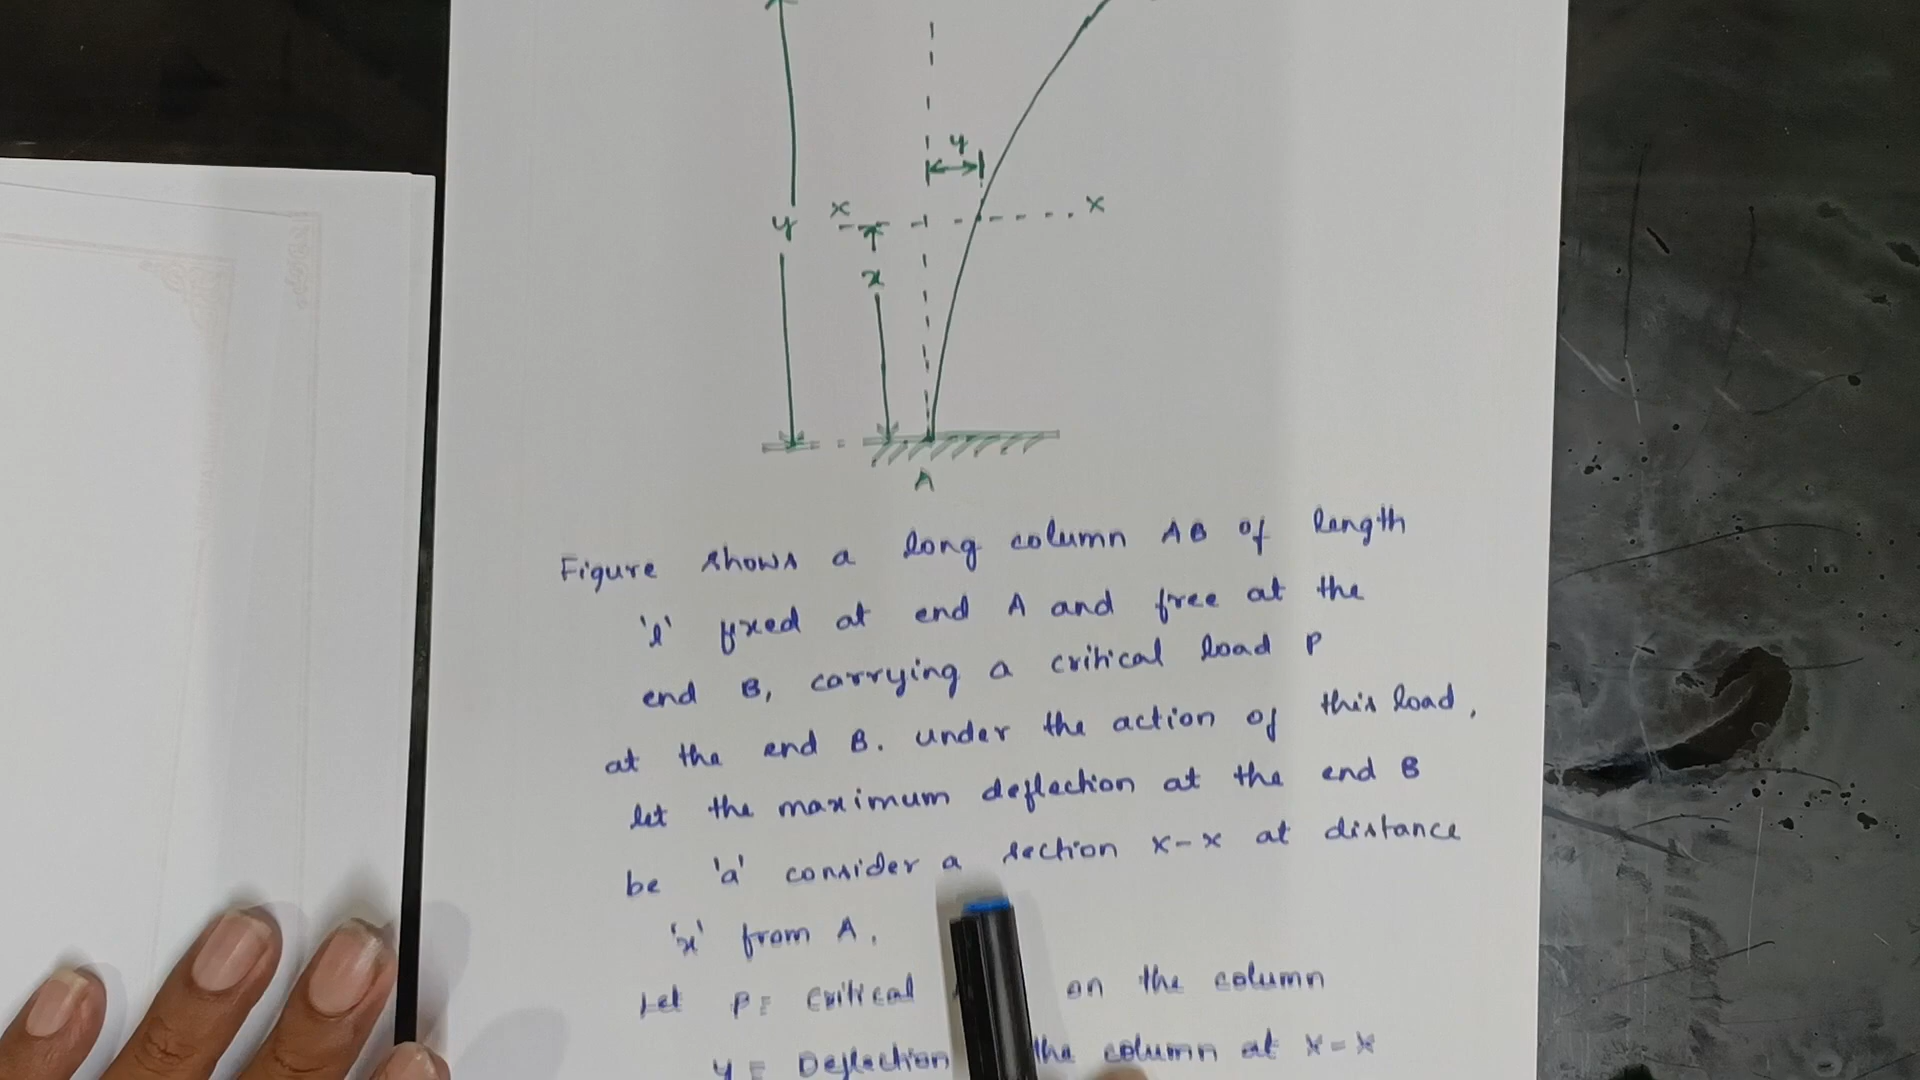 y
y
x
x
x
A
Figure shows a long column AB of length
'l' fixed at end A and free at the
end B, carrying a critical load P
at the end B. under the action of this load,
let the maximum deflection at the end B
be 'a' consider a section x-x at distance
'x' from A.
Let P= critical on the column
y = Deflection the column at x-x